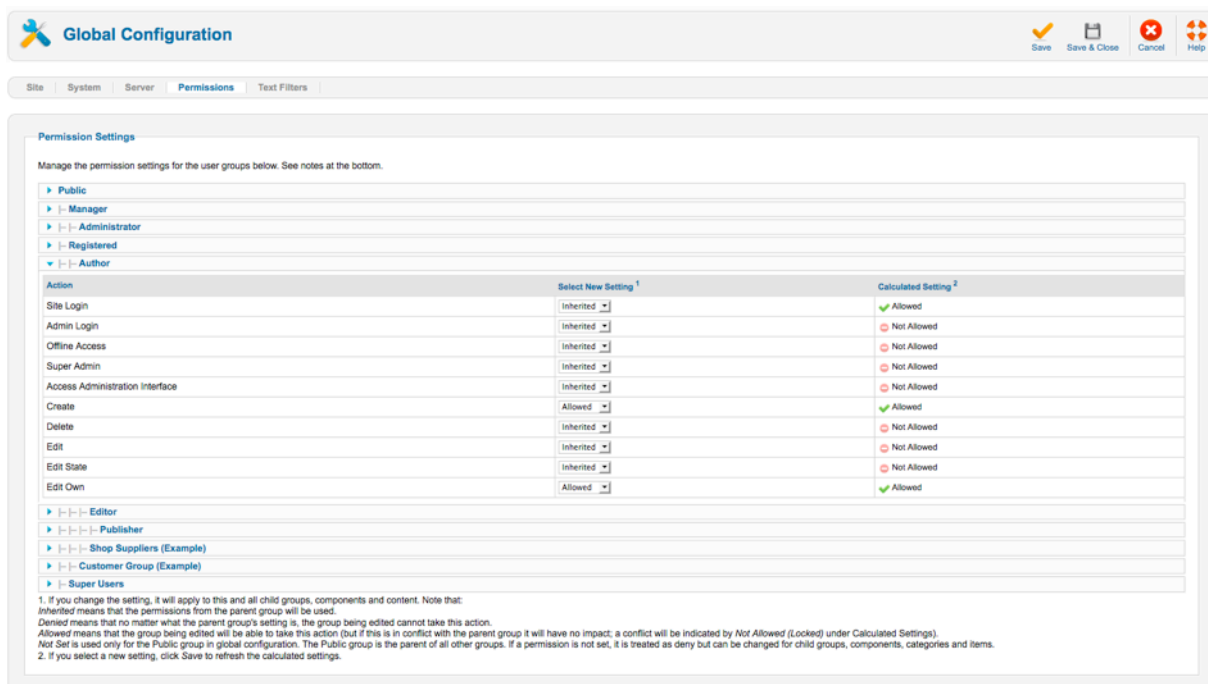 Global Configuration
Save Save & Close Cancel Help
Site System Server Permissions Text Filters
Permission Settings
Manage the permission settings for the user groups below. See notes at the bottom.
Public
|– Manager
|– |– Administrator
|– Registered
|– |– Author
Action Select New Setting 1 Calculated Setting 2
Site Login Inherited Allowed
Admin Login Inherited Not Allowed
Offline Access Inherited Not Allowed
Super Admin Inherited Not Allowed
Access Administration Interface Inherited Not Allowed
Create Allowed Allowed
Delete Inherited Not Allowed
Edit Inherited Not Allowed
Edit State Inherited Not Allowed
Edit Own Allowed Allowed
|– |– |– Editor
|– |– |– |– Publisher
|– |– |– Shop Suppliers (Example)
|– |– Customer Group (Example)
|– Super Users
1. If you change the setting, it will apply to this and all child groups, components and content. Note that:
Inherited means that the permissions from the parent group will be used.
Denied means that no matter what the parent group's setting is, the group being edited cannot take this action.
Allowed means that the group being edited will be able to take this action (but if this is in conflict with the parent group it will have no impact; a conflict will be indicated by Not Allowed (Locked) under Calculated Settings).
Not Set is used only for the Public group in global configuration. The Public group is the parent of all other groups. If a permission is not set, it is treated as deny but can be changed for child groups, components, categories and items.
2. If you select a new setting, click Save to refresh the calculated settings.